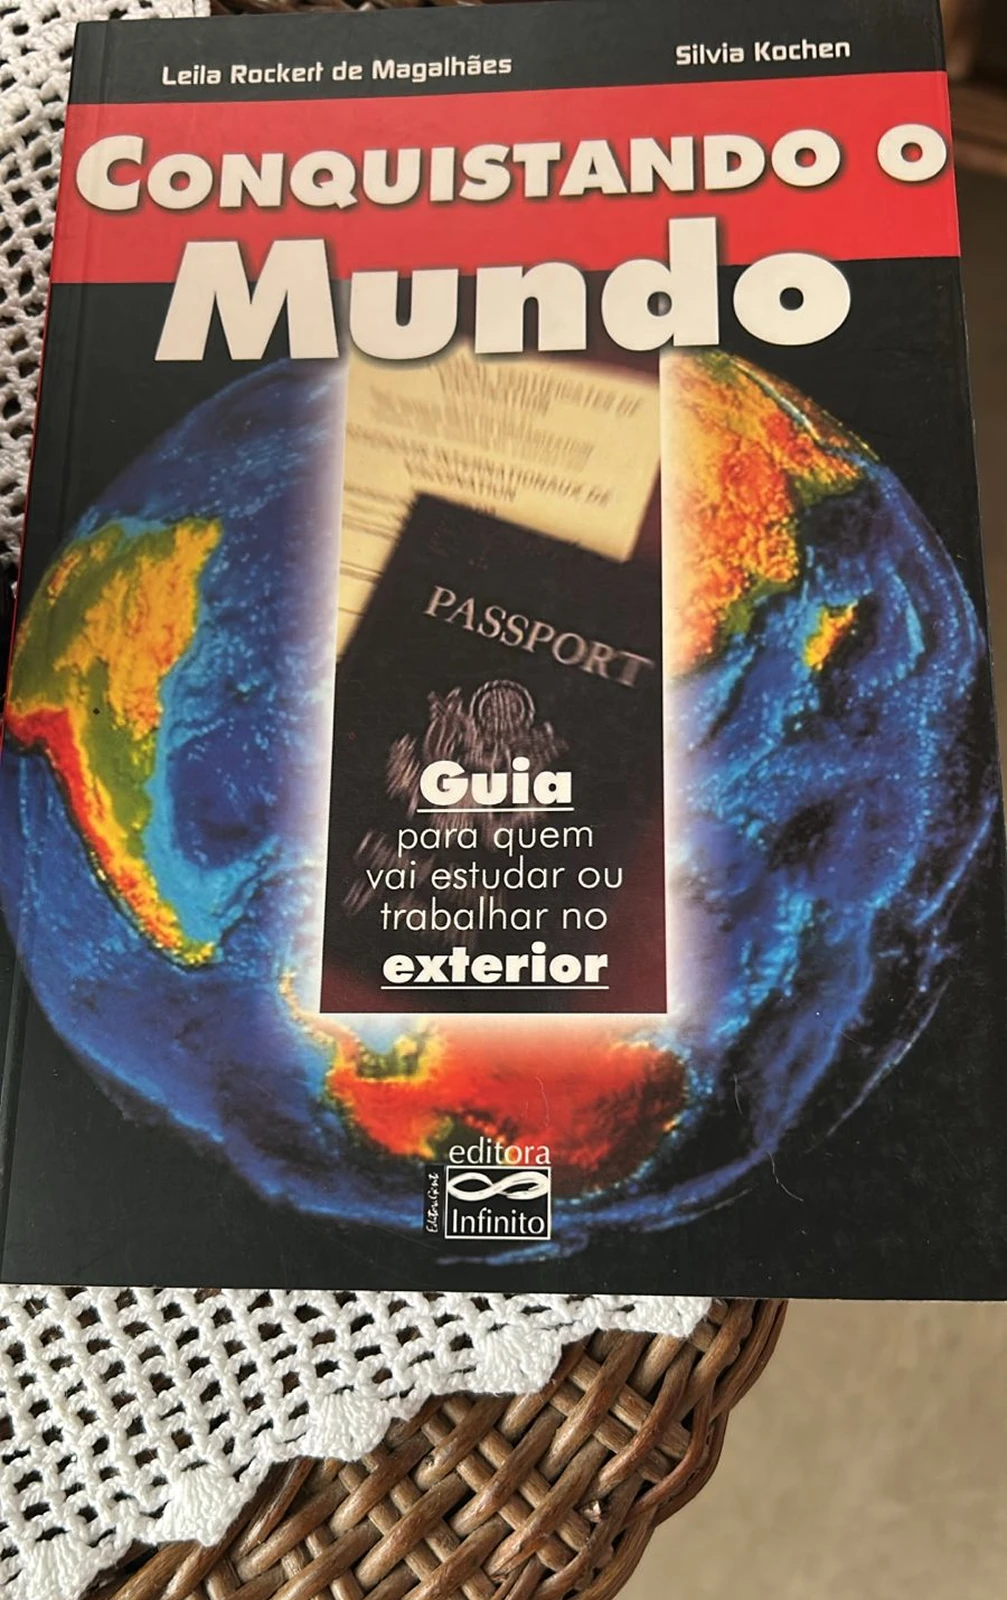 Leila Rockert de Magalhães
Silvia Kochen
CONQUISTANDO O
Mundo
PASSPORT
Guia
para quem
vai estudar ou
trabalhar no
exterior
editora
Infinito